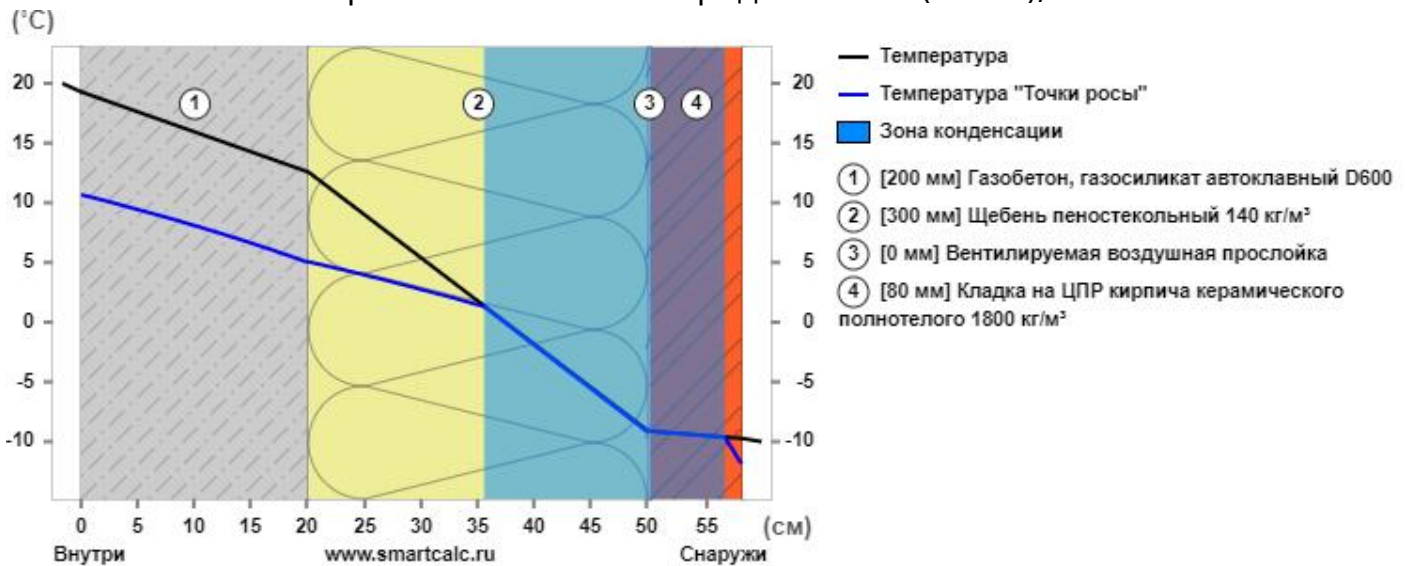 (°C)
20
15
10
5
0
-5
-10
1
2
3
4
20
15
10
5
0
-5
-10
0 5 10 15 20 25 30 35 40 45 50 55 (см)
Внутри www.smartcalc.ru Снаружи
Температура
Температура "Точки росы"
Зона конденсации
1 [200 мм] Газобетон, газосиликат автоклавный D600
2 [300 мм] Щебень пеностекольный 140 кг/м³
3 [0 мм] Вентилируемая воздушная прослойка
4 [80 мм] Кладка на ЦПР кирпича керамического
полнотелого 1800 кг/м³